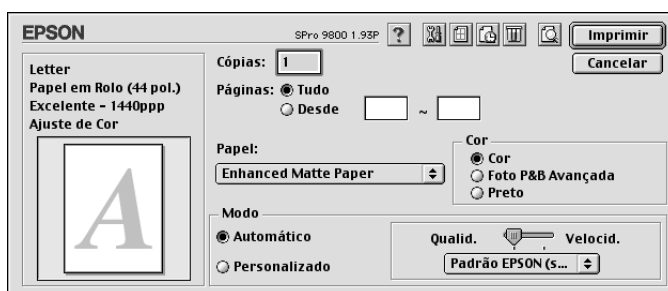 EPSON
SPro 9800 1.93P
?
Imprimir
Letter
Papel em Rolo (44 pol.)
Excelente - 1440ppp
Ajuste de Cor
A
Cópias: 1
Cancelar
Páginas: Tudo
Desde ~
Papel:
Enhanced Matte Paper
Cor
Cor
Foto P&B Avançada
Preto
Modo
Automático
Personalizado
Qualid. Velocid.
Padrão EPSON (s...